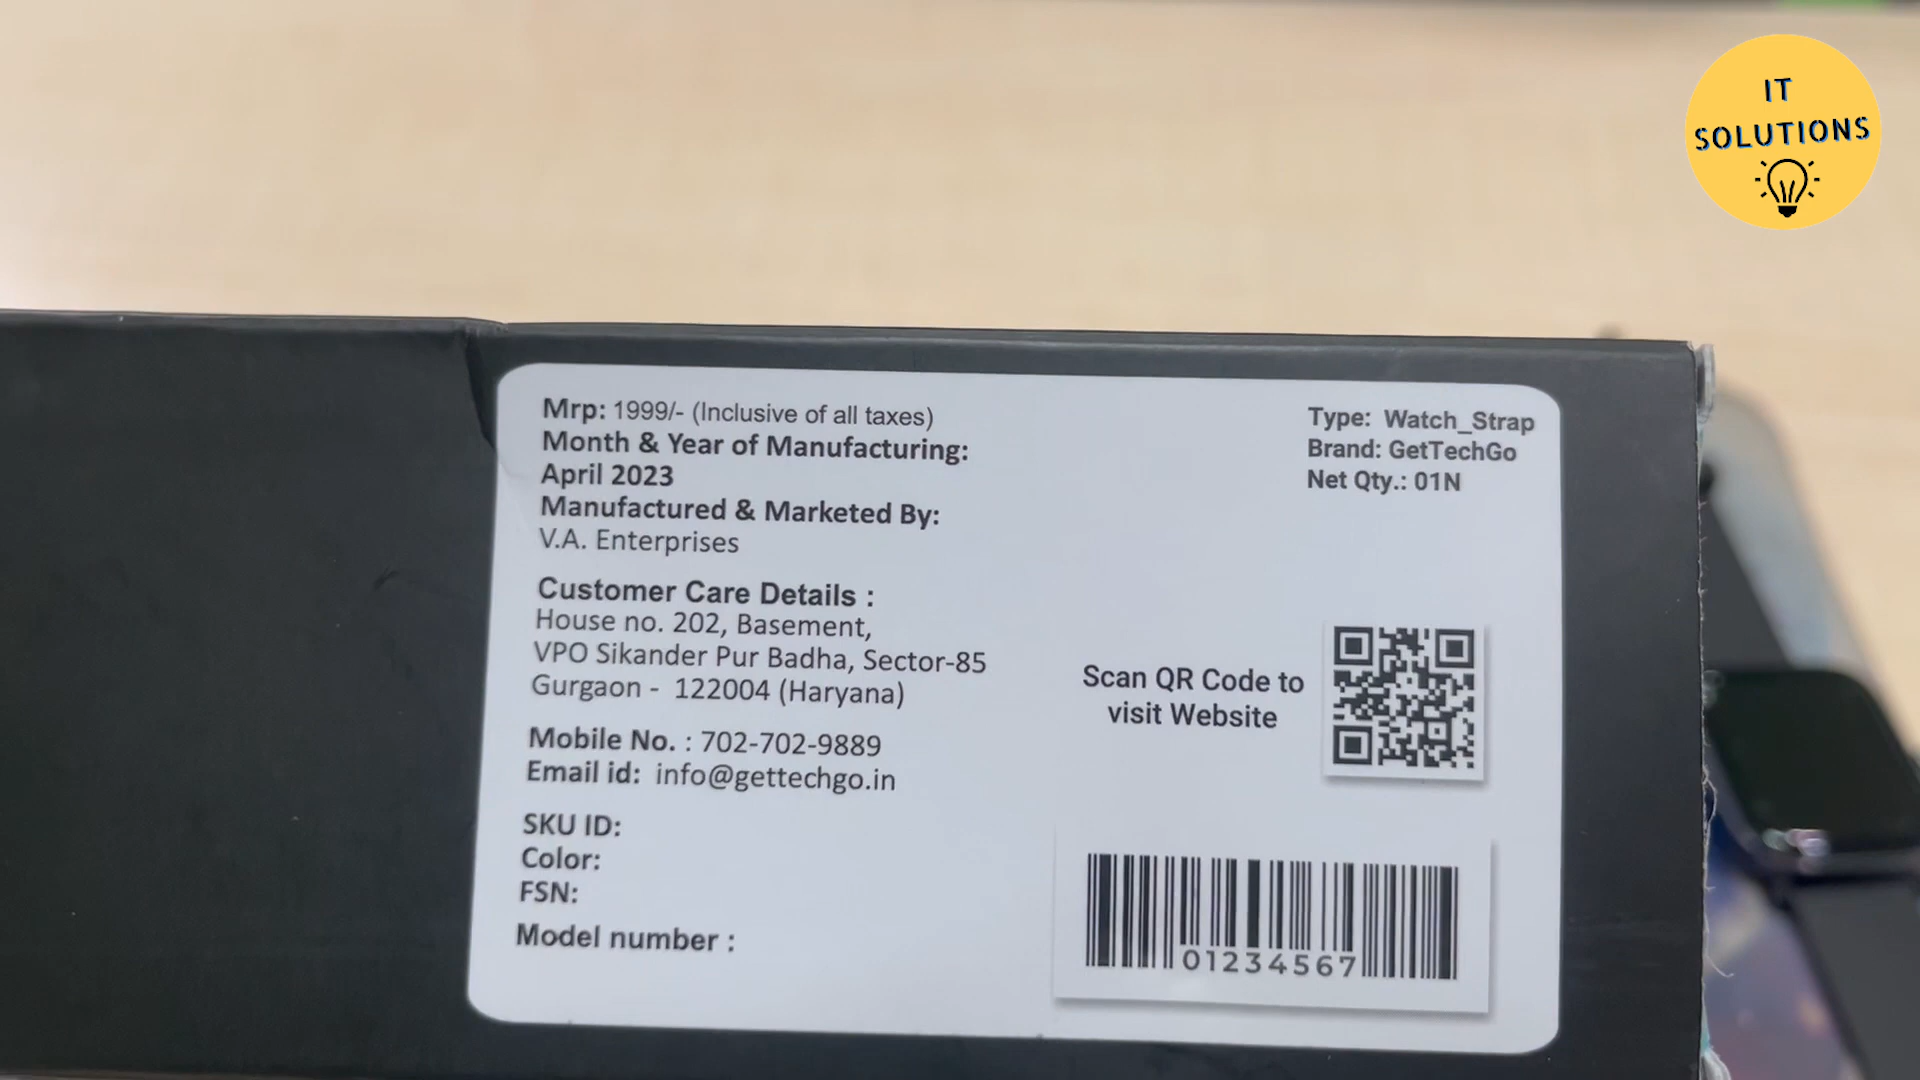 IT
SOLUTIONS
Mrp: 1999/- (Inclusive of all taxes)
Month & Year of Manufacturing:
April 2023
Manufactured & Marketed By:
V.A. Enterprises
Customer Care Details :
House no. 202, Basement,
VPO Sikander Pur Badha, Sector-85
Gurgaon - 122004 (Haryana)
Mobile No. : 702-702-9889
Email id: info@gettechgo.in
SKU ID:
Color:
FSN:
Model number :
Type: Watch_Strap
Brand: GetTechGo
Net Qty.: 01N
Scan QR Code to
visit Website
01234567